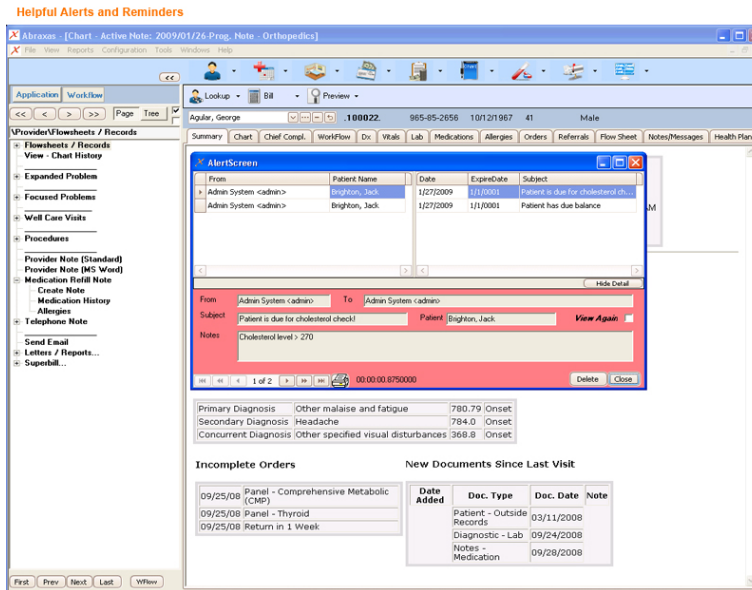 Helpful Alerts and Reminders
Abraxas - [Chart - Active Note: 2009/01/26-Prog. Note - Orthopedics]
File View Reports Configuration Tools Windows Help
<<
Application Workflow
Lookup Bill Preview
<< < > >> Page Tree
Agular, George .100022. 965-85-2656 10/12/1967 41 Male
\Provider\Flowsheets / Records
Summary Chart Chief Compl. WorkFlow Dx Vitals Lab Medications Allergies Orders Referrals Flow Sheet Notes/Messages Health Plan
Flowsheets / Records
View - Chart History
Expanded Problem
Focused Problems
Well Care Visits
Procedures
Provider Note (Standard)
Provider Note (MS Word)
Medication Refill Note
Create Note
Medication History
Allergies
Telephone Note
Send Email
Letters / Reports...
Superbill...
First Prev Next Last WFlow
AlertScreen
From Patient Name Date ExpireDate Subject
Admin System <admin> Brighton, Jack 1/27/2009 1/1/0001 Patient is due for cholesterol ch...
Admin System <admin> Brighton, Jack 1/27/2009 1/1/0001 Patient has due balance
AM
Hide Detail
From Admin System <admin> To Admin System <admin>
Subject Patient is due for cholesterol check! Patient Brighton, Jack View Again
Notes Cholesterol level > 270
1 of 2 00:00:00.8750000 Delete Close
Primary Diagnosis Other malaise and fatigue 780.79 Onset
Secondary Diagnosis Headache 784.0 Onset
Concurrent Diagnosis Other specified visual disturbances 368.8 Onset
Incomplete Orders
09/25/08 Panel - Comprehensive Metabolic (CMP)
09/25/08 Panel - Thyroid
09/25/08 Return in 1 Week
New Documents Since Last Visit
Date Added Doc. Type Doc. Date Note
Patient - Outside Records 03/11/2008
Diagnostic - Lab 09/24/2008
Notes - Medication 09/28/2008